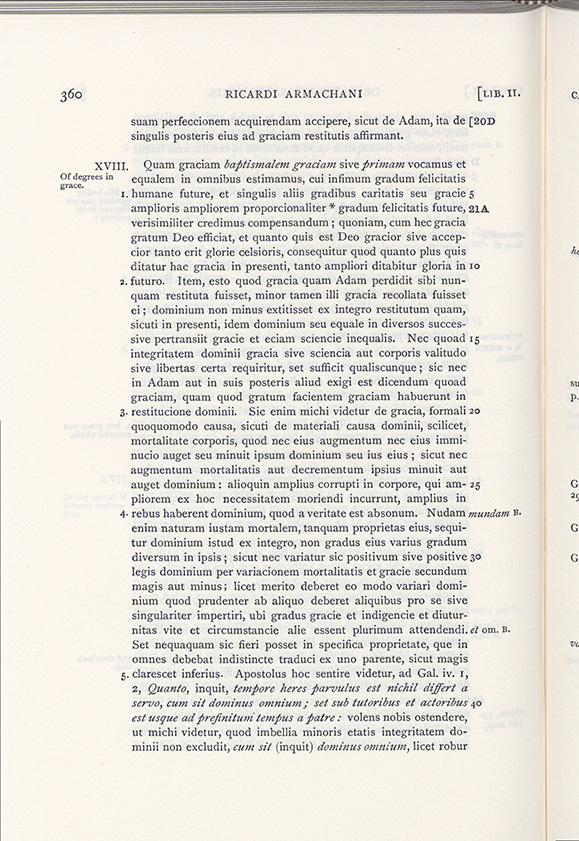 360 RICARDI ARMACHANI [LIB. II.
suam perfeccionem acquirendam accipere, sicut de Adam, ita de [20D
singulis posteris eius ad graciam restitutis affirmant.
XVIII. Quam graciam baptismalem graciam sive primam vocamus et
Of degrees in grace. equalem in omnibus estimamus, cui infimum gradum felicitatis
1. humane future, et singulis aliis gradibus caritatis seu gracie 5
amplioris ampliorem proporcionaliter * gradum felicitatis future, 21A
verisimiliter credimus compensandum ; quoniam, cum hec gracia
gratum Deo efficiat, et quanto quis est Deo gracior sive accep-
cior tanto erit glorie celsioris, consequitur quod quanto plus quis
ditatur hac gracia in presenti, tanto ampliori ditabitur gloria in 10
2. futuro. Item, esto quod gracia quam Adam perdidit sibi nun-
quam restituta fuisset, minor tamen illi gracia recollata fuisset
ei ; dominium non minus extitisset ex integro restitutum quam,
sicuti in presenti, idem dominium seu equale in diversos succes-
sive pertransiit gracie et eciam sciencie inequalis. Nec quoad 15
integritatem dominii gracia sive sciencia aut corporis valitudo
sive libertas certa requiritur, set sufficit qualiscunque ; sic nec
in Adam aut in suis posteris aliud exigi est dicendum quoad
graciam, quam quod gratum facientem graciam habuerunt in
3. restitucione dominii. Sic enim michi videtur de gracia, formali 20
quoquomodo causa, sicuti de materiali causa dominii, scilicet,
mortalitate corporis, quod nec eius augmentum nec eius immi-
nucio auget seu minuit ipsum dominium seu ius eius ; sicut nec
augmentum mortalitatis aut decrementum ipsius minuit aut
auget dominium : alioquin amplius corrupti in corpore, qui am- 25
pliorem ex hoc necessitatem moriendi incurrunt, amplius in
4. rebus haberent dominium, quod a veritate est absonum. Nudam mundam B.
enim naturam iustam mortalem, tanquam proprietas eius, sequi-
tur dominium istud ex integro, non gradus eius varius gradum
diversum in ipsis ; sicut nec variatur sic positivum sive positive 30
legis dominium per variacionem mortalitatis et gracie secundum
magis aut minus ; licet merito deberet eo modo variari domi-
nium quod prudenter ab aliquo deberet aliquibus pro se sive
singulariter impertiri, ubi gradus gracie et indigencie et diutur-
nitas vite et circumstancie alie essent plurimum attendendi. et om. B.
Set nequaquam sic fieri posset in specifica proprietate, que in
omnes debebat indistincte traduci ex uno parente, sicut magis
5. clarescet inferius. Apostolus hoc sentire videtur, ad Gal. iv. 1,
2, Quanto, inquit, tempore heres parvulus est nichil differt a
servo, cum sit dominus omnium ; set sub tutoribus et actoribus 40
est usque ad prefinitum tempus a patre : volens nobis ostendere,
ut michi videtur, quod imbellia minoris etatis integritatem do-
minii non excludit, cum sit (inquit) dominus omnium, licet robur